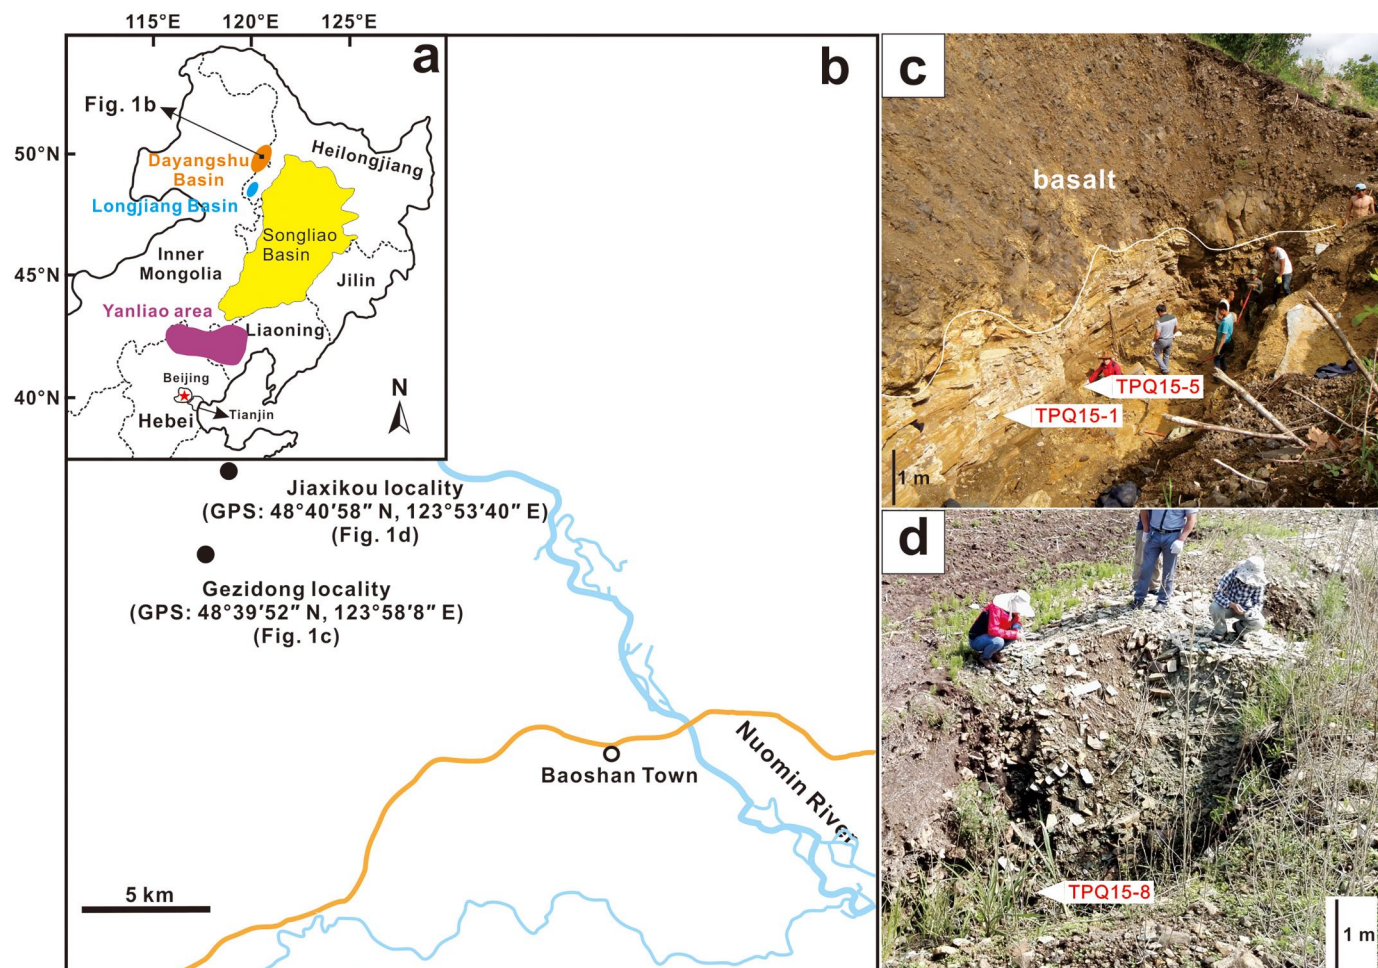 115°E
120°E
125°E
a
Fig. 1b
50°N
Heilongjiang
Dayangshu
Basin
Longjiang Basin
Songliao
Basin
Inner
Mongolia
45°N
Jilin
Yanliao area
Liaoning
Beijing
40°N
Tianjin
Hebei
N
b
Jiaxikou locality
(GPS: 48°40′58″ N, 123°53′40″ E)
(Fig. 1d)
Gezidong locality
(GPS: 48°39′52″ N, 123°58′8″ E)
(Fig. 1c)
Baoshan Town
Nuomin River
5 km
c
basalt
TPQ15-5
TPQ15-1
1 m
d
TPQ15-8
1 m